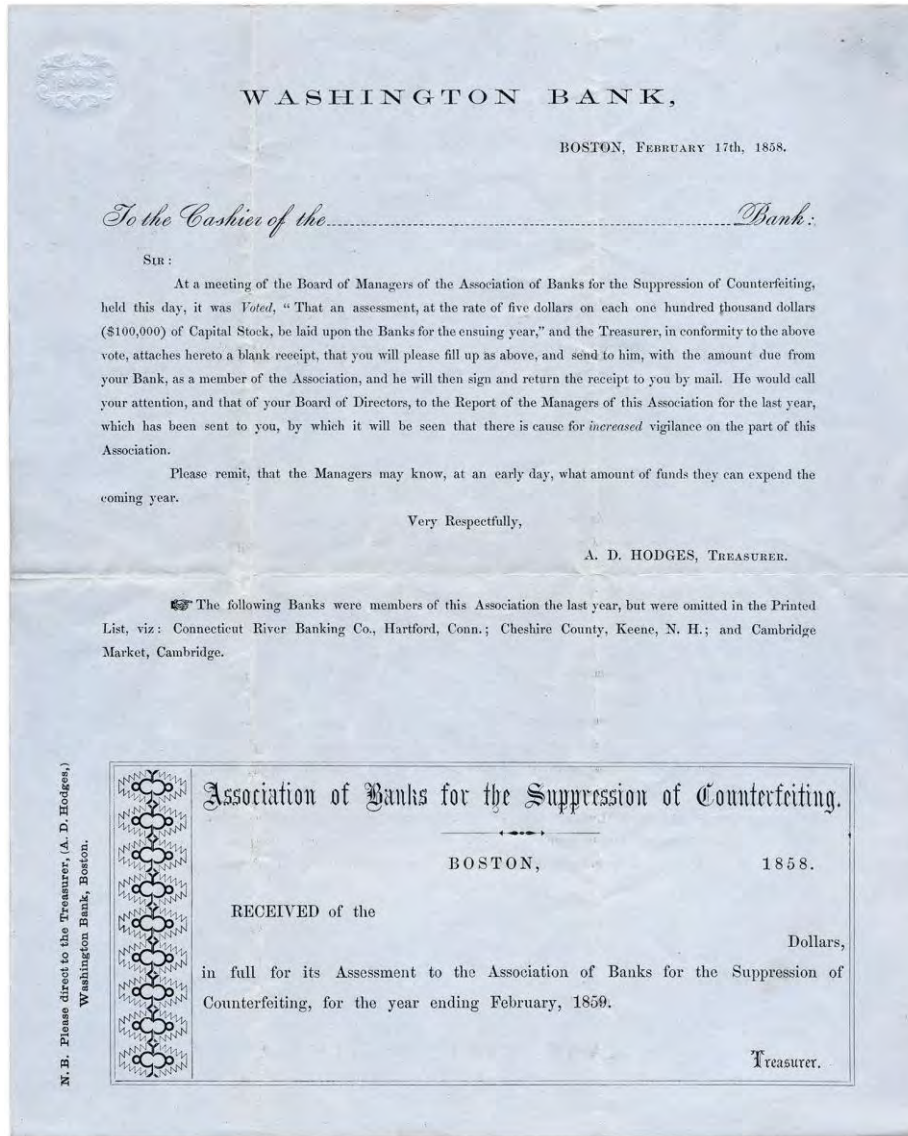 WASHINGTON BANK,
BOSTON, FEBRUARY 17th, 1858.
To the Cashier of the Bank:
SIR:
At a meeting of the Board of Managers of the Association of Banks for the Suppression of Counterfeiting,
held this day, it was Voted, "That an assessment, at the rate of five dollars on each one hundred thousand dollars
($100,000) of Capital Stock, be laid upon the Banks for the ensuing year," and the Treasurer, in conformity to the above
vote, attaches hereto a blank receipt, that you will please fill up as above, and send to him, with the amount due from
your Bank, as a member of the Association, and he will then sign and return the receipt to you by mail. He would call
your attention, and that of your Board of Directors, to the Report of the Managers of this Association for the last year,
which has been sent to you, by which it will be seen that there is cause for increased vigilance on the part of this
Association.
Please remit, that the Managers may know, at an early day, what amount of funds they can expend the
coming year.
Very Respectfully,
A. D. HODGES, TREASURER.
☞ The following Banks were members of this Association the last year, but were omitted in the Printed
List, viz: Connecticut River Banking Co., Hartford, Conn.; Cheshire County, Keene, N. H.; and Cambridge
Market, Cambridge.
N. B. Please direct to the Treasurer, (A. D. Hodges,)
Washington Bank, Boston.
Association of Banks for the Suppression of Counterfeiting.
BOSTON, 1858.
RECEIVED of the
Dollars,
in full for its Assessment to the Association of Banks for the Suppression of
Counterfeiting, for the year ending February, 1859.
Treasurer.